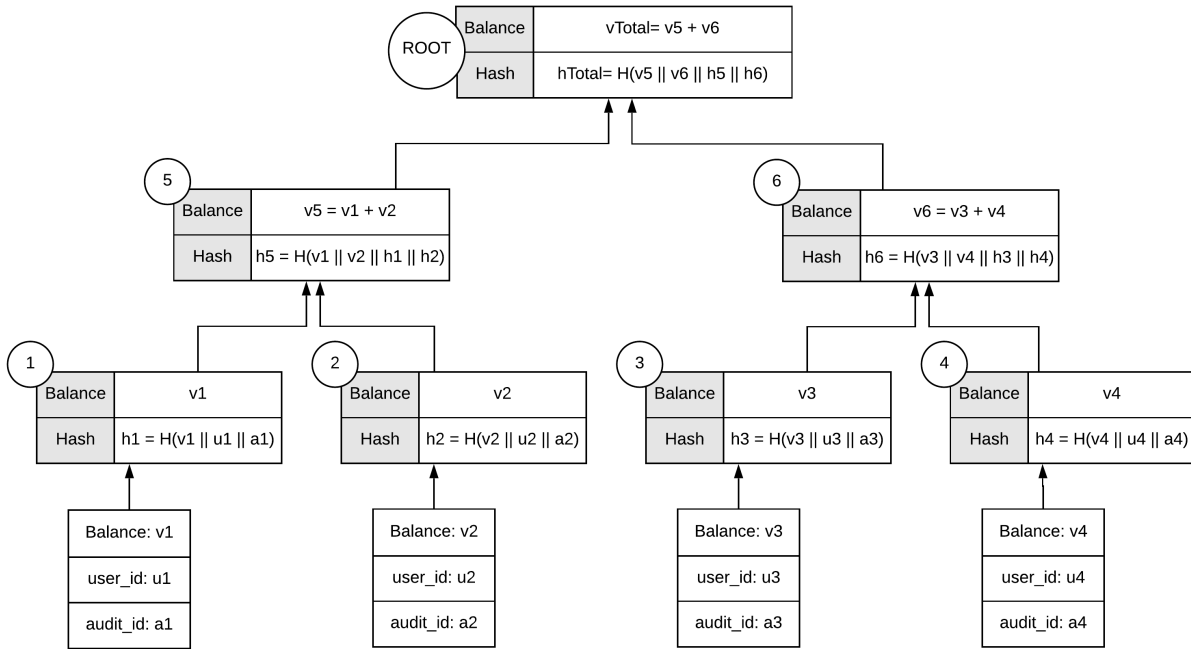 ROOT
Balance
vTotal= v5 + v6
Hash
hTotal= H(v5 || v6 || h5 || h6)
5
Balance
v5 = v1 + v2
Hash
h5 = H(v1 || v2 || h1 || h2)
6
Balance
v6 = v3 + v4
Hash
h6 = H(v3 || v4 || h3 || h4)
1
Balance
v1
Hash
h1 = H(v1 || u1 || a1)
2
Balance
v2
Hash
h2 = H(v2 || u2 || a2)
3
Balance
v3
Hash
h3 = H(v3 || u3 || a3)
4
Balance
v4
Hash
h4 = H(v4 || u4 || a4)
Balance: v1
user_id: u1
audit_id: a1
Balance: v2
user_id: u2
audit_id: a2
Balance: v3
user_id: u3
audit_id: a3
Balance: v4
user_id: u4
audit_id: a4